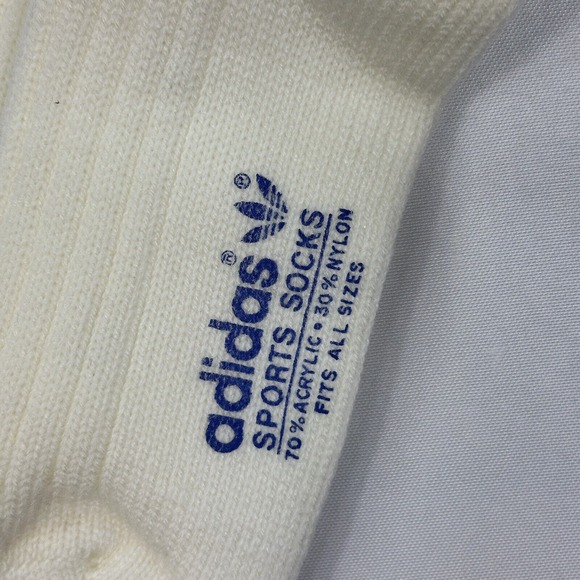 adidas®
SPORTS SOCKS
70% ACRYLIC • 30% NYLON
FITS ALL SIZES